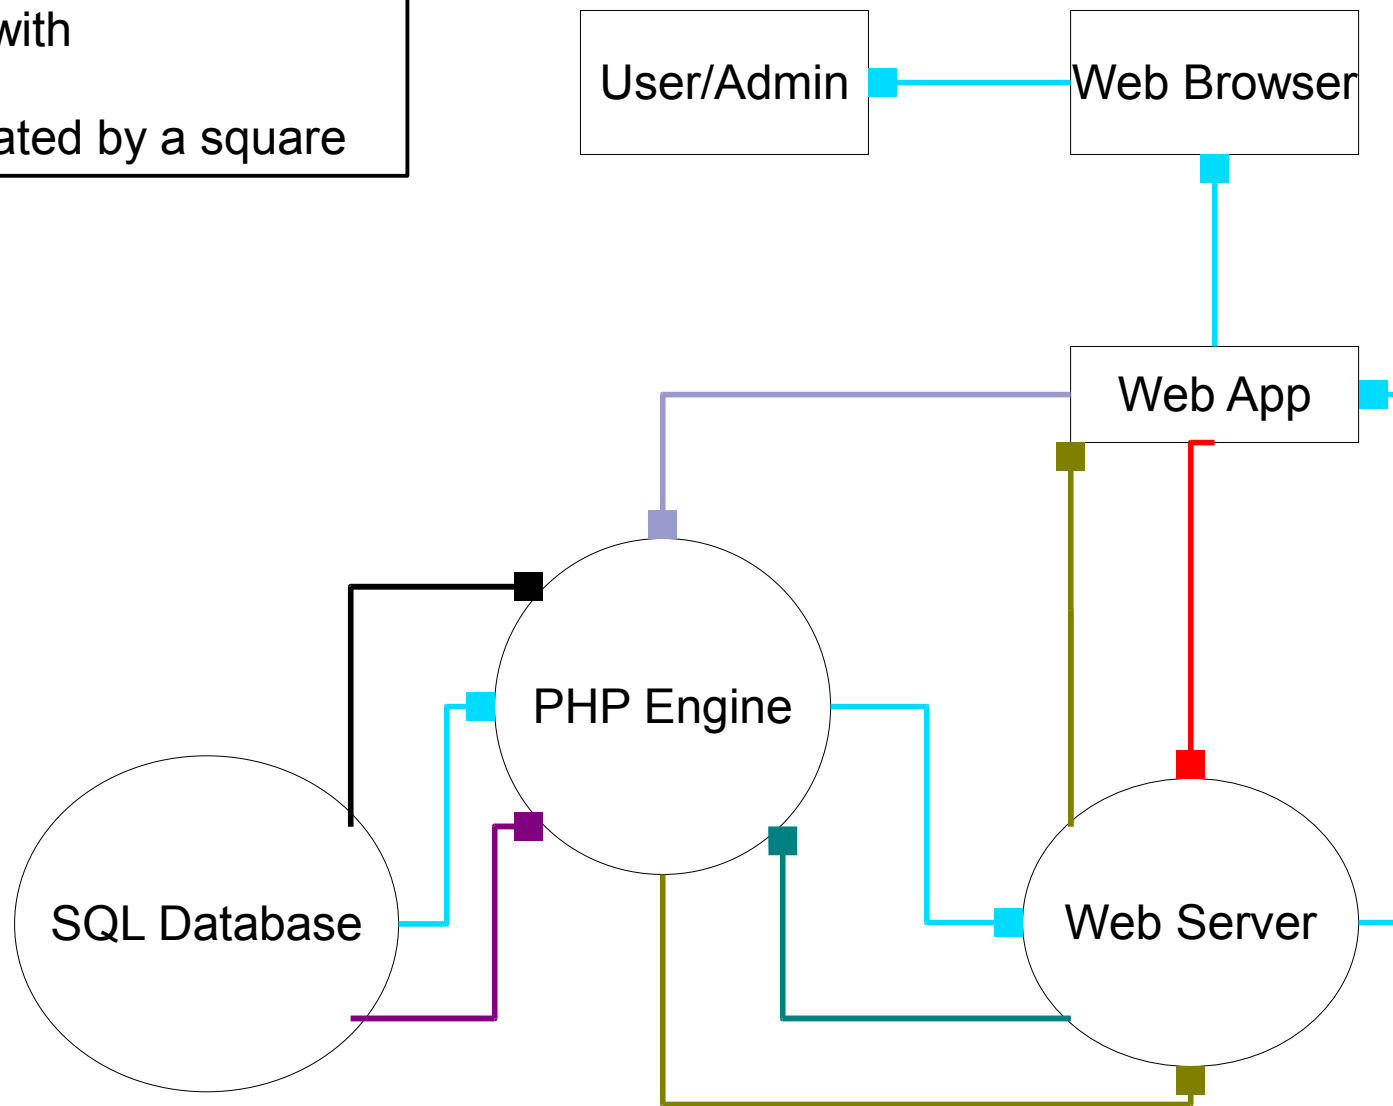 with
ated by a square
User/Admin
Web Browser
Web App
PHP Engine
SQL Database
Web Server